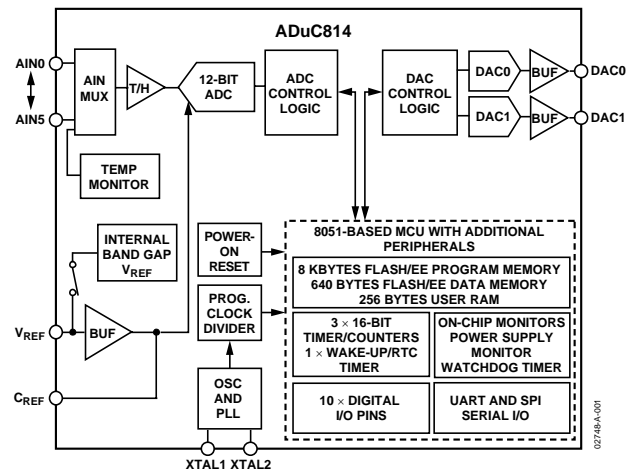 ADuC814
AIN0
AIN5
AIN
MUX
T/H
12-BIT
ADC
ADC
CONTROL
LOGIC
DAC
CONTROL
LOGIC
DAC0
BUF
DAC0
DAC1
BUF
DAC1
TEMP
MONITOR
INTERNAL
BAND GAP
VREF
POWER-
ON
RESET
8051-BASED MCU WITH ADDITIONAL
PERIPHERALS
8 KBYTES FLASH/EE PROGRAM MEMORY
640 BYTES FLASH/EE DATA MEMORY
256 BYTES USER RAM
VREF
BUF
PROG.
CLOCK
DIVIDER
3 × 16-BIT
TIMER/COUNTERS
1 × WAKE-UP/RTC
TIMER
ON-CHIP MONITORS
POWER SUPPLY
MONITOR
WATCHDOG TIMER
CREF
OSC
AND
PLL
10 × DIGITAL
I/O PINS
UART AND SPI
SERIAL I/O
XTAL1 XTAL2
02748-A-001